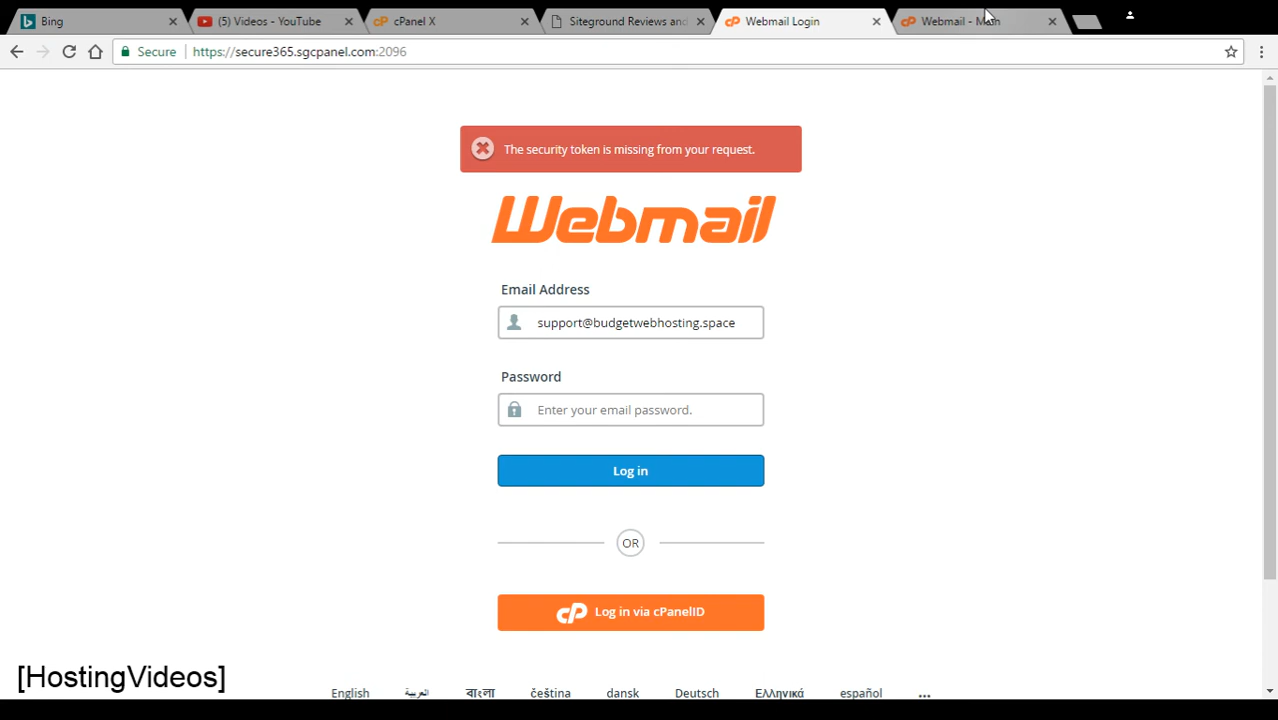 Bing
(5) Videos - YouTube
cPanel X
Siteground Reviews and
Webmail Login
Webmail - Main
Secure
https://secure365.sgcpanel.com:2096
The security token is missing from your request.
Webmail
Email Address
support@budgetwebhosting.space
Password
Enter your email password.
Log in
OR
cP Log in via cPanelID
[HostingVideos]
English
العربية
বাংলা
čeština
dansk
Deutsch
Ελληνικά
español
...